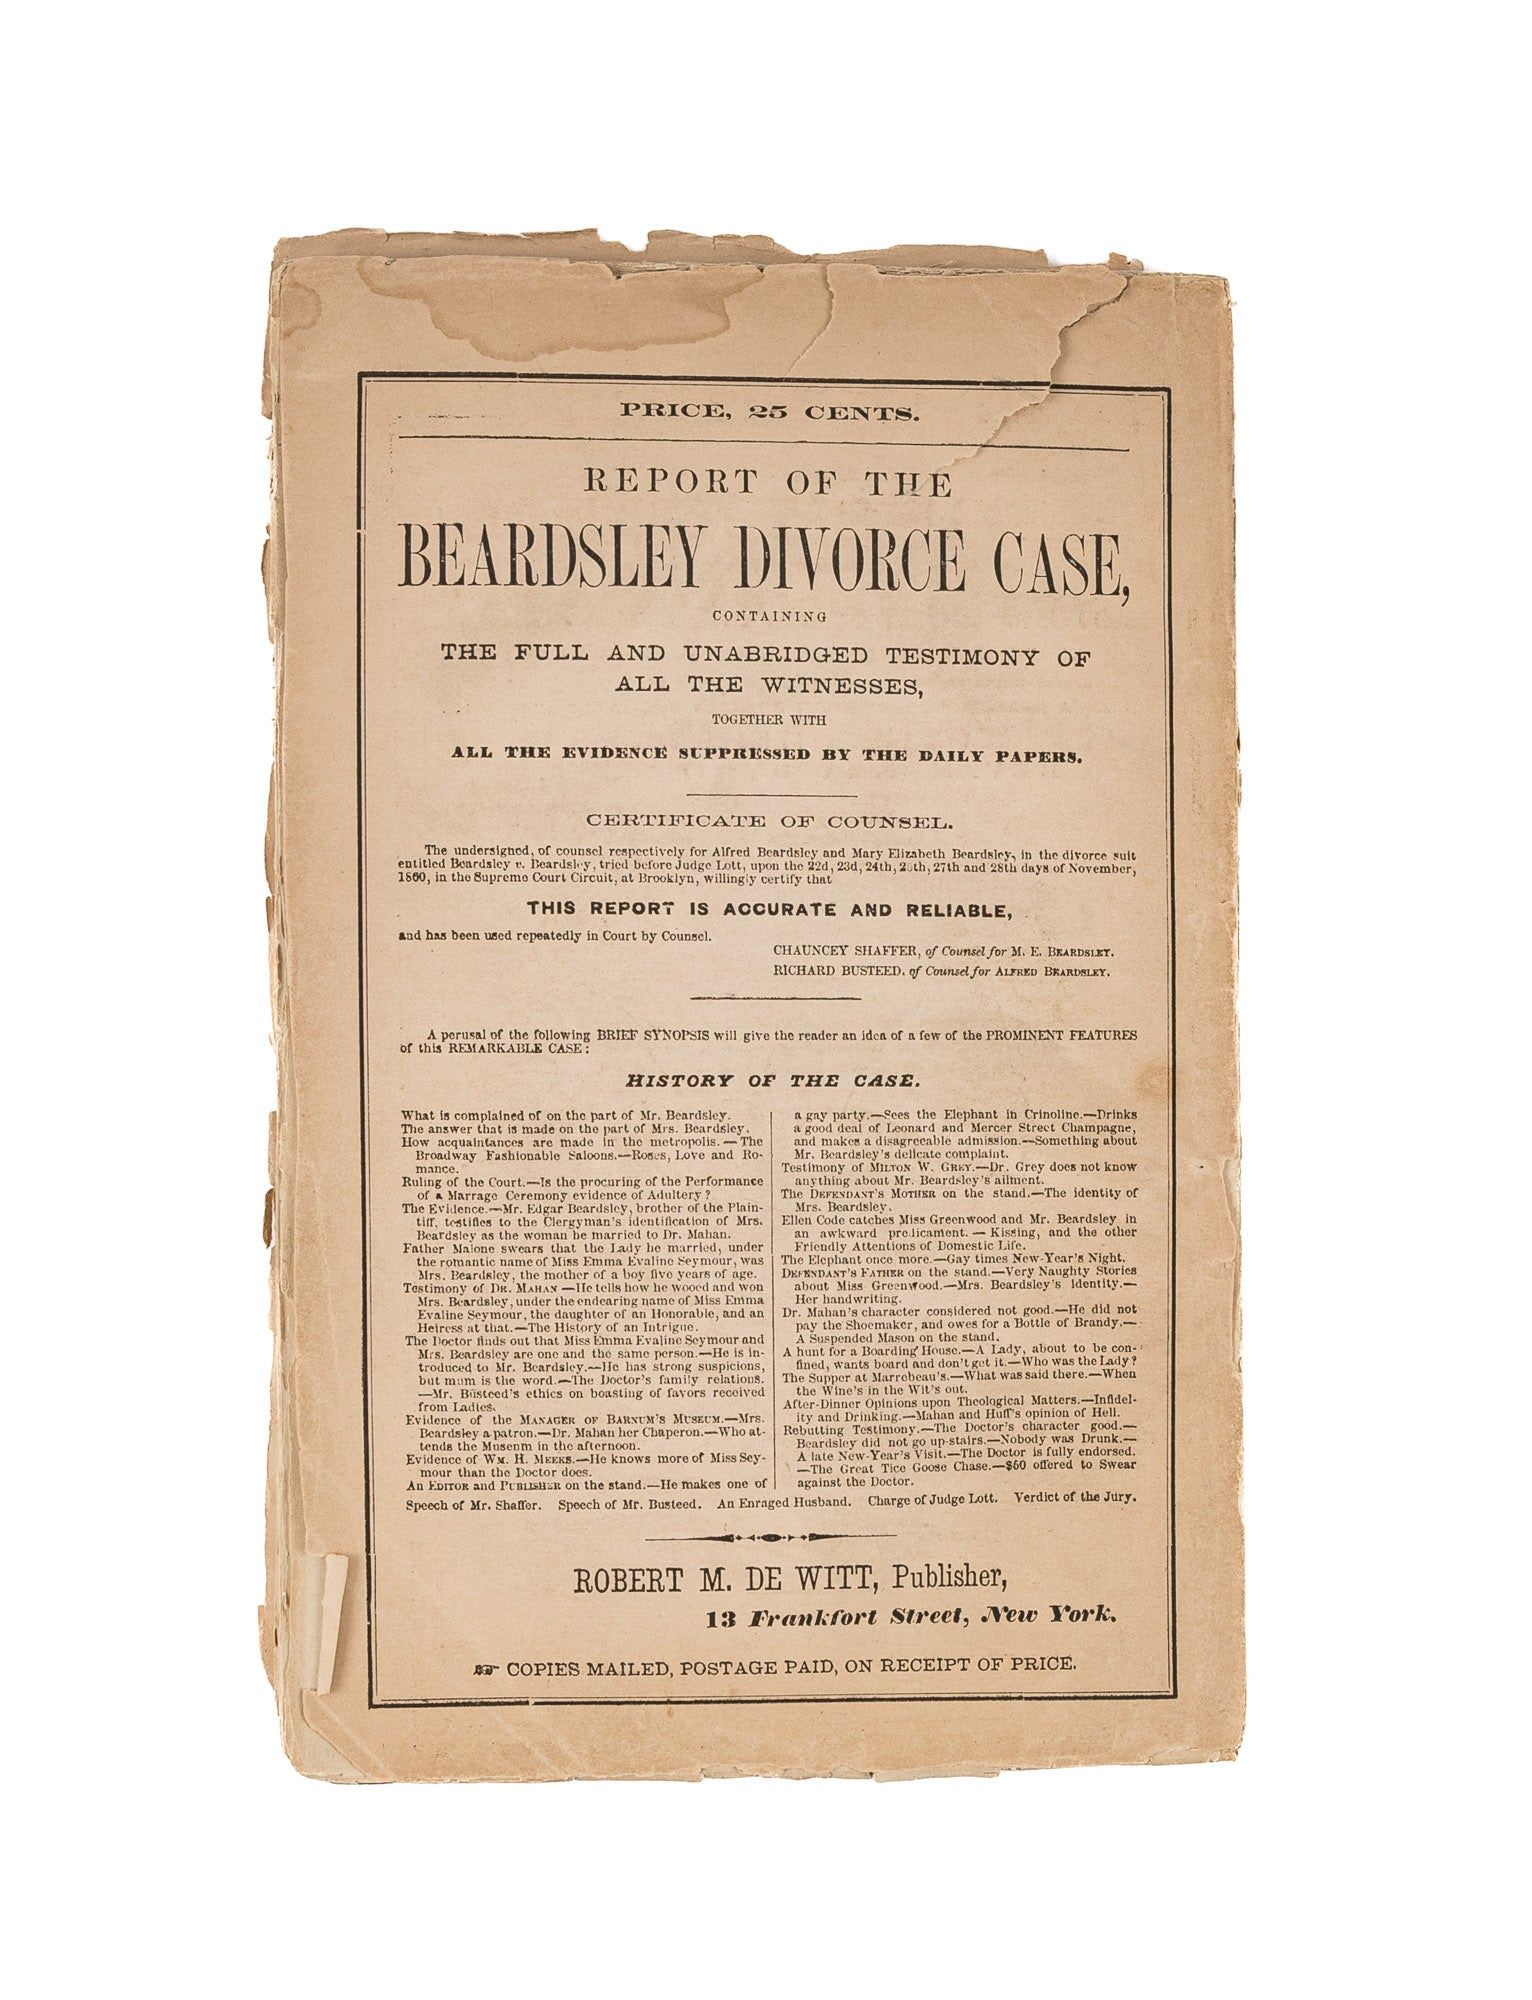 PRICE, 25 CENTS.
REPORT OF THE
BEARDSLEY DIVORCE CASE,
CONTAINING
THE FULL AND UNABRIDGED TESTIMONY OF
ALL THE WITNESSES,
TOGETHER WITH
ALL THE EVIDENCE SUPPRESSED BY THE DAILY PAPERS.
CERTIFICATE OF COUNSEL.
The undersigned, of counsel respectively for Alfred Beardsley and Mary Elizabeth Beardsley, in the divorce suit
entitled Beardsley v. Beardsley, tried before Judge Lott, upon the 22d, 23d, 24th, 26th, 27th and 28th days of November,
1860, in the Supreme Court Circuit, at Brooklyn, willingly certify that
THIS REPORT IS ACCURATE AND RELIABLE,
and has been used repeatedly in Court by Counsel.
CHAUNCEY SHAFFER, of Counsel for M. E. BEARDSLEY.
RICHARD BUSTEED, of Counsel for ALFRED BEARDSLEY.
A perusal of the following BRIEF SYNOPSIS will give the reader an idea of a few of the PROMINENT FEATURES
of this REMARKABLE CASE:
HISTORY OF THE CASE.
What is complained of on the part of Mr. Beardsley.
The answer that is made on the part of Mrs. Beardsley.
How acquaintances are made in the metropolis.—The
Broadway Fashionable Saloons.—Roses, Love and Ro-
mance.
Ruling of the Court.—Is the procuring of the Performance
of a Marrage Ceremony evidence of Adultery?
The Evidence.—Mr. Edgar Beardsley, brother of the Plain-
tiff, testifies to the Clergyman's identification of Mrs.
Beardsley as the woman he married to Dr. Mahan.
Father Malone swears that the Lady he married, under
the romantic name of Miss Emma Evaline Seymour, was
Mrs. Beardsley, the mother of a boy five years of age.
Testimony of DR. MAHAN—He tells how he wooed and won
Mrs. Beardsley, under the endearing name of Miss Emma
Evaline Seymour, the daughter of an Honorable, and an
Heiress at that.—The History of an Intrigue.
The Doctor finds out that Miss Emma Evaline Seymour and
Mrs. Beardsley are one and the same person.—He is in-
troduced to Mr. Beardsley.—He has strong suspicions,
but mum is the word.—The Doctor's family relations.
—Mr. Busteed's ethics on boasting of favors received
from Ladies.
Evidence of the MANAGER OF BARNUM'S MUSEUM.—Mrs.
Beardsley a patron.—Dr. Mahan her Chaperon.—Who at-
tends the Museum in the afternoon.
Evidence of WM. H. MEEKS.—He knows more of Miss Sey-
mour than the Doctor does.
An EDITOR and PUBLISHER on the stand.—He makes one of
a gay party.—Sees the Elephant in Crinoline.—Drinks
a good deal of Leonard and Mercer Street Champagne,
and makes a disagreeable admission.—Something about
Mr. Beardsley's delicate complaint.
Testimony of MILTON W. GREY.—Dr. Grey does not know
anything about Mr. Beardsley's ailment.
The DEFENDANT'S MOTHER on the stand.—The identity of
Mrs. Beardsley.
Ellen Code catches Miss Greenwood and Mr. Beardsley in
an awkward predicament.—Kissing, and the other
Friendly Attentions of Domestic Life.
The Elephant once more.—Gay times New-Year's Night.
DEFENDANT'S FATHER on the stand.—Very Naughty Stories
about Miss Greenwood.—Mrs. Beardsley's identity.—
Her handwriting.
Dr. Mahan's character considered not good.—He did not
pay the Shoemaker, and owes for a Bottle of Brandy.—
A Suspended Mason on the stand.
A hunt for a Boarding House.—A Lady, about to be con-
fined, wants board and don't get it.—Who was the Lady?
The Supper at Marrebeau's.—What was said there.—When
the Wine's in the Wit's out.
After-Dinner Opinions upon Theological Matters.—Infidel-
ity and Drinking.—Mahan and Huff's opinion of Hell.
Rebutting Testimony.—The Doctor's character good.—
Beardsley did not go up-stairs.—Nobody was Drunk.—
A late New-Year's Visit.—The Doctor is fully endorsed.
—The Great Tice Goose Chase.—$60 offered to Swear
against the Doctor.
Speech of Mr. Shaffer. Speech of Mr. Busteed. An Enraged Husband. Charge of Judge Lott. Verdict of the Jury.
ROBERT M. DE WITT, Publisher,
13 Frankfort Street, New York.
☞ COPIES MAILED, POSTAGE PAID, ON RECEIPT OF PRICE.